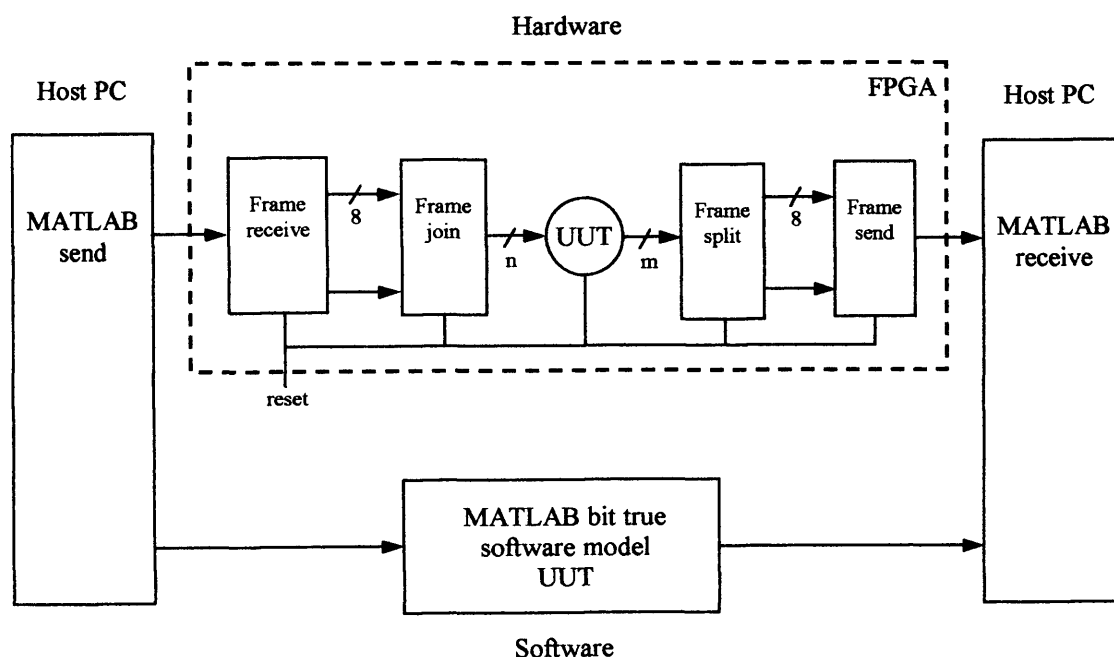 Hardware
Host PC
FPGA
Host PC
MATLAB
send
Frame
receive
8
Frame
join
n
UUT
m
Frame
split
8
Frame
send
MATLAB
receive
reset
MATLAB bit true
software model
UUT
Software